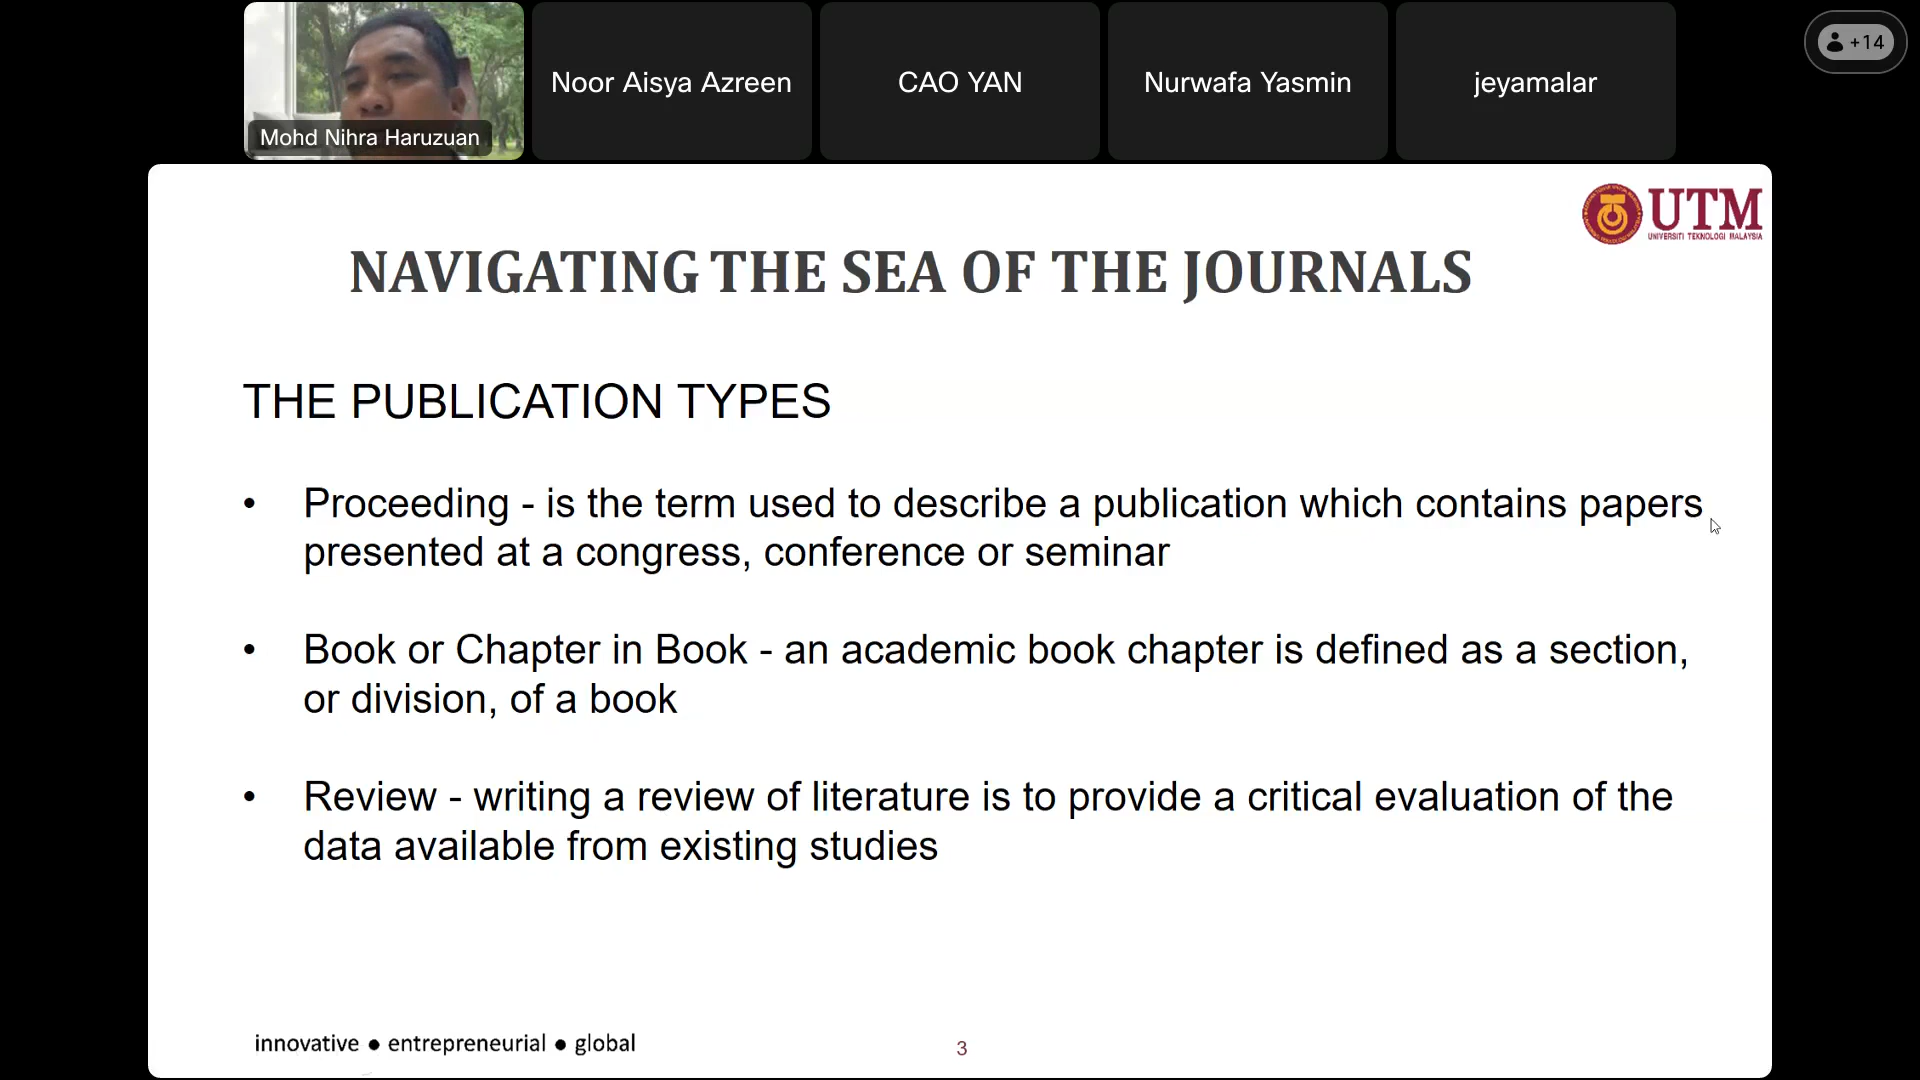 Mohd Nihra Haruzuan
Noor Aisya Azreen
CAO YAN
Nurwafa Yasmin
jeyamalar
+14
UTM
UNIVERSITI TEKNOLOGI MALAYSIA
NAVIGATING THE SEA OF THE JOURNALS
THE PUBLICATION TYPES
• Proceeding - is the term used to describe a publication which contains papers
presented at a congress, conference or seminar
• Book or Chapter in Book - an academic book chapter is defined as a section,
or division, of a book
• Review - writing a review of literature is to provide a critical evaluation of the
data available from existing studies
innovative ● entrepreneurial ● global
3